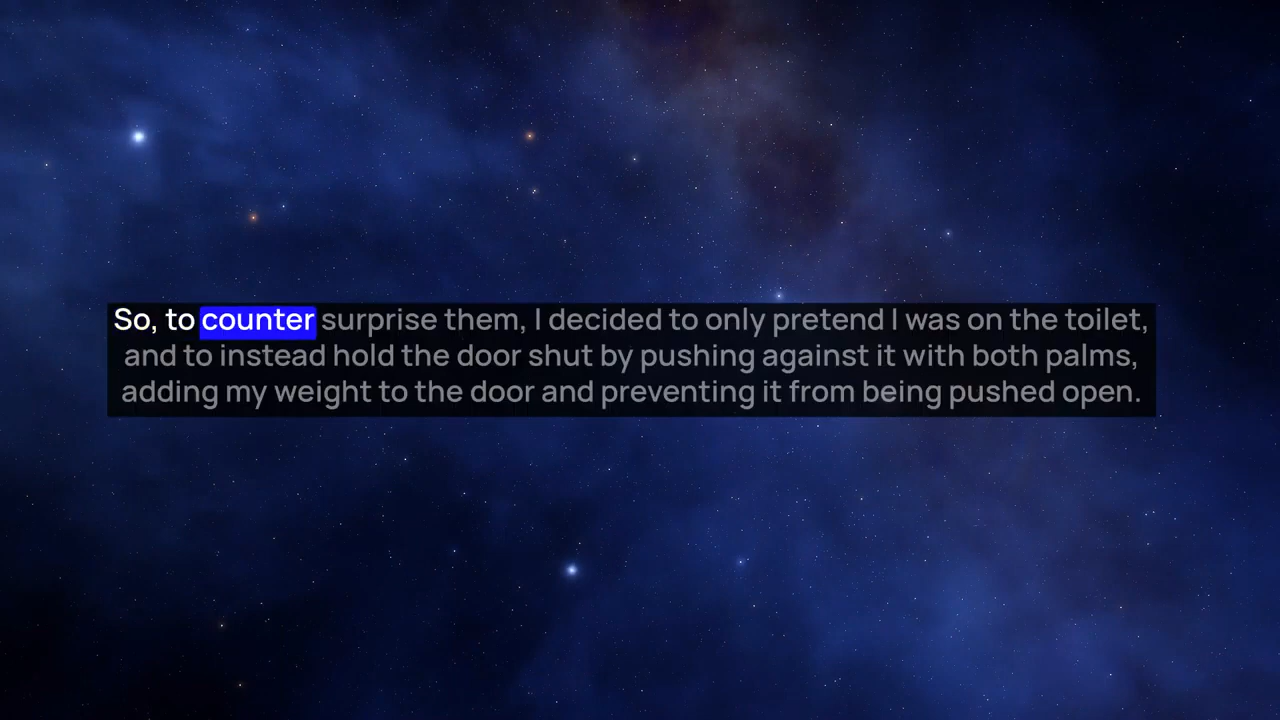 So, to counter surprise them, I decided to only pretend I was on the toilet,
and to instead hold the door shut by pushing against it with both palms,
adding my weight to the door and preventing it from being pushed open.